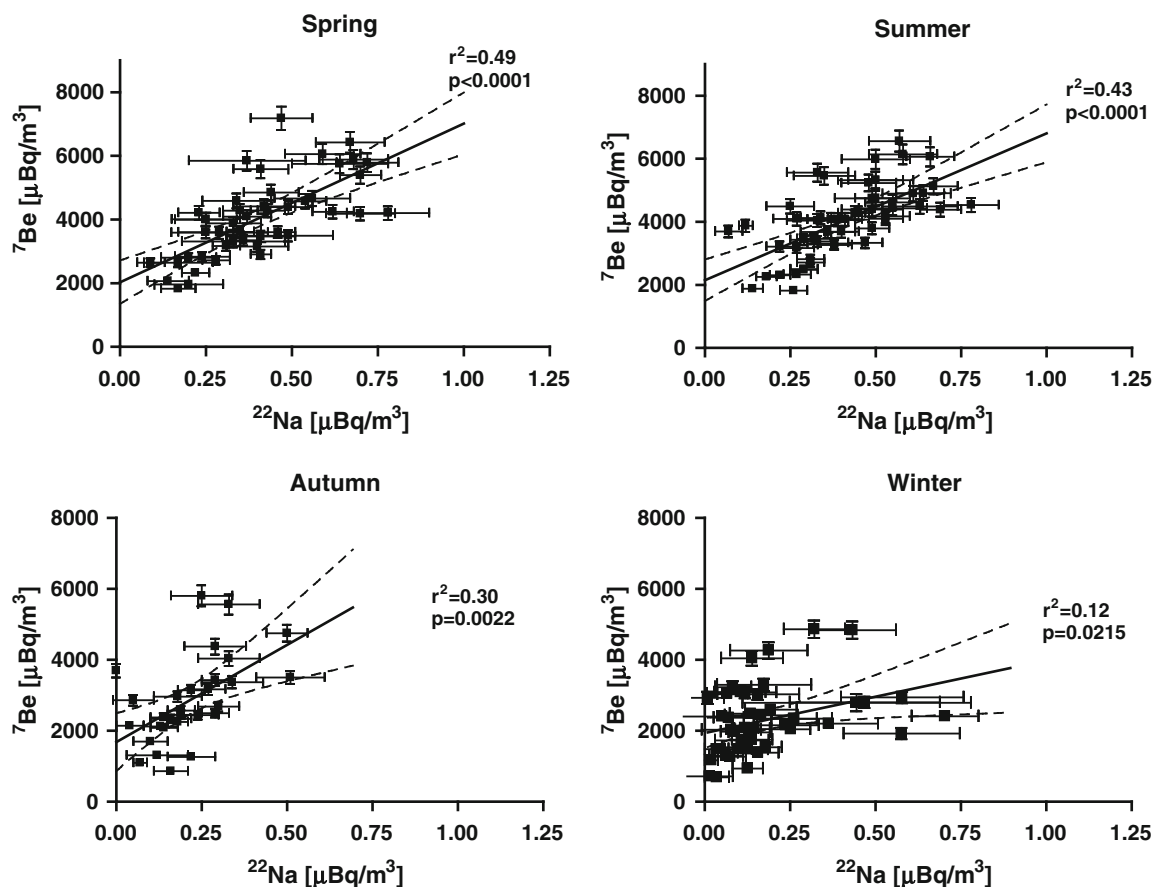 Spring
r²=0.49
p<0.0001
⁷Be [μBq/m³]
8000
6000
4000
2000
0
0.00 0.25 0.50 0.75 1.00 1.25
²²Na [μBq/m³]
Summer
r²=0.43
p<0.0001
⁷Be [μBq/m³]
8000
6000
4000
2000
0
0.00 0.25 0.50 0.75 1.00 1.25
²²Na [μBq/m³]
Autumn
r²=0.30
p=0.0022
⁷Be [μBq/m³]
8000
6000
4000
2000
0
0.00 0.25 0.50 0.75 1.00 1.25
²²Na [μBq/m³]
Winter
r²=0.12
p=0.0215
⁷Be [μBq/m³]
8000
6000
4000
2000
0
0.00 0.25 0.50 0.75 1.00 1.25
²²Na [μBq/m³]